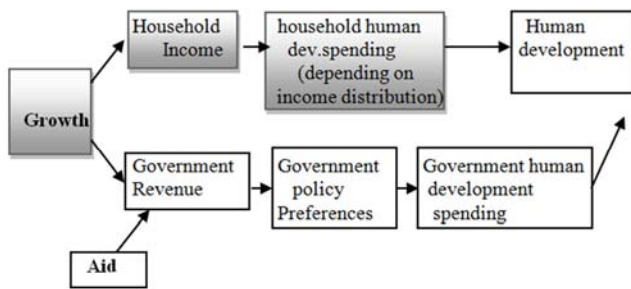 Household
Income
household human
dev.spending
(depending on
income distribution)
Human
development
Growth
Government
Revenue
Government
policy
Preferences
Government human
development
spending
Aid